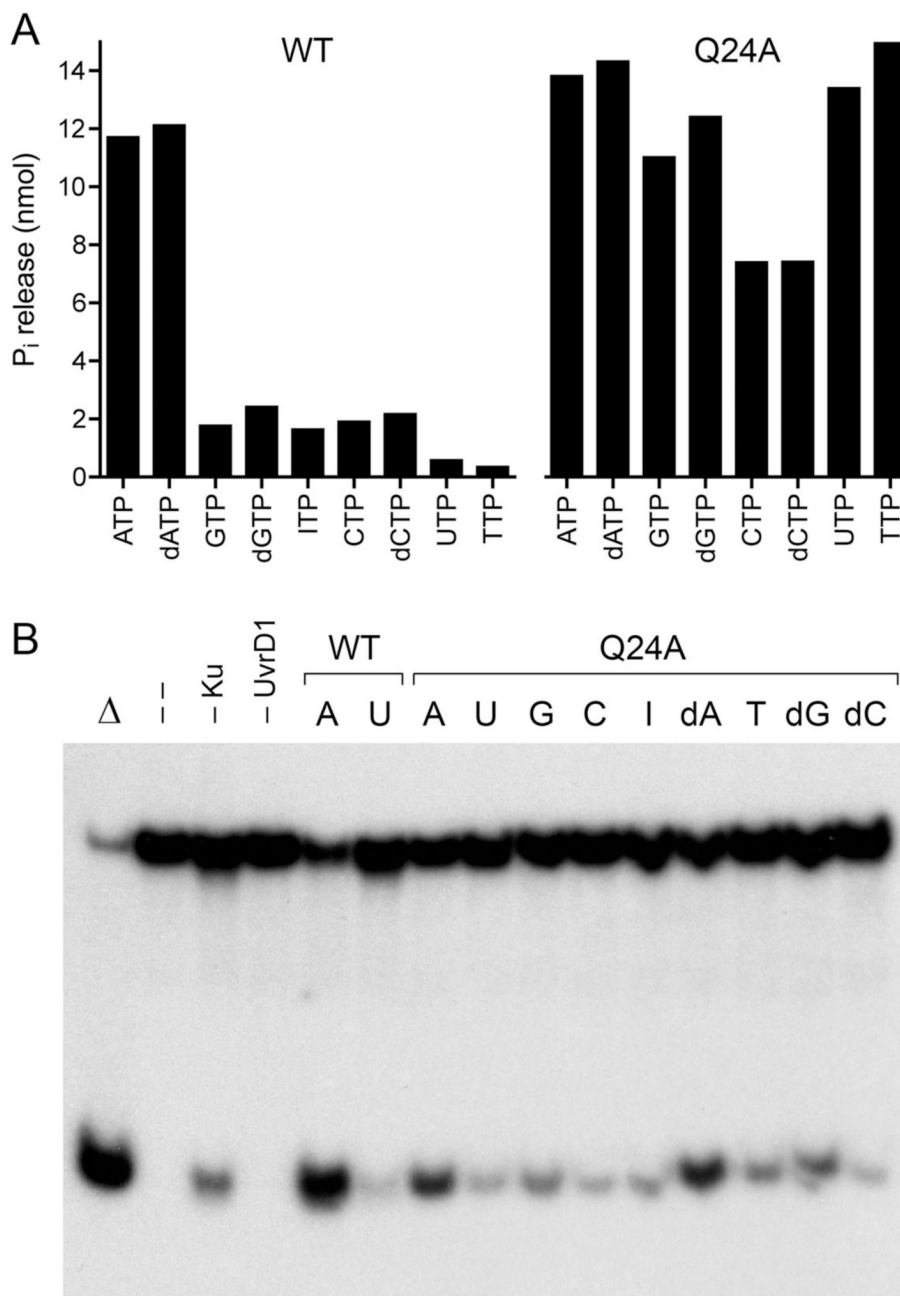 A
WT
Q24A
Pi release (nmol)
14
12
10
8
6
4
2
0
ATP
dATP
GTP
dGTP
ITP
CTP
dCTP
UTP
TTP
ATP
dATP
GTP
dGTP
CTP
dCTP
UTP
TTP
B
Δ
– –
– Ku
– UvrD1
WT
Q24A
A U A U G C I dA T dG dC